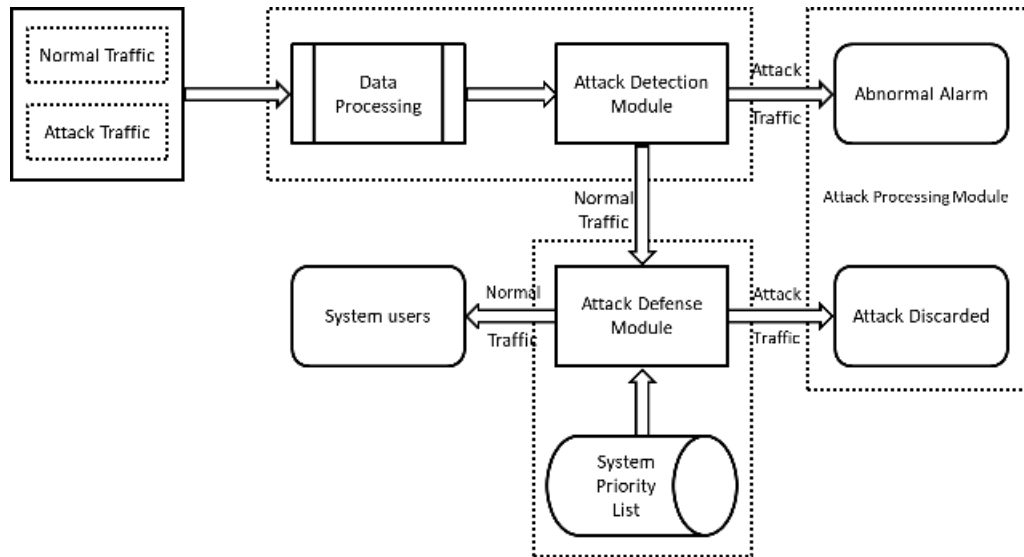 Normal Traffic
Attack Traffic
Data
Processing
Attack Detection
Module
Attack
Traffic
Abnormal Alarm
Attack Processing Module
Normal
Traffic
System users
Normal
Traffic
Attack Defense
Module
Attack
Traffic
Attack Discarded
System
Priority
List